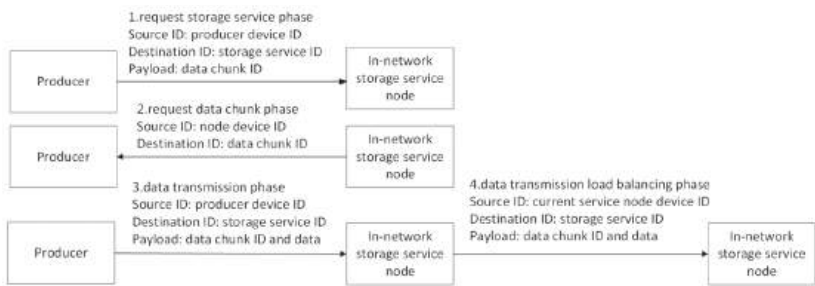 1.request storage service phase
Source ID: producer device ID
Destination ID: storage service ID
Payload: data chunk ID
Producer
In-network
storage service
node
2.request data chunk phase
Source ID: node device ID
Destination ID: data chunk ID
Producer
In-network
storage service
node
3.data transmission phase
Source ID: producer device ID
Destination ID: storage service ID
Payload: data chunk ID and data
Producer
In-network
storage service
node
4.data transmission load balancing phase
Source ID: current service node device ID
Destination ID: storage service ID
Payload: data chunk ID and data
In-network
storage service
node